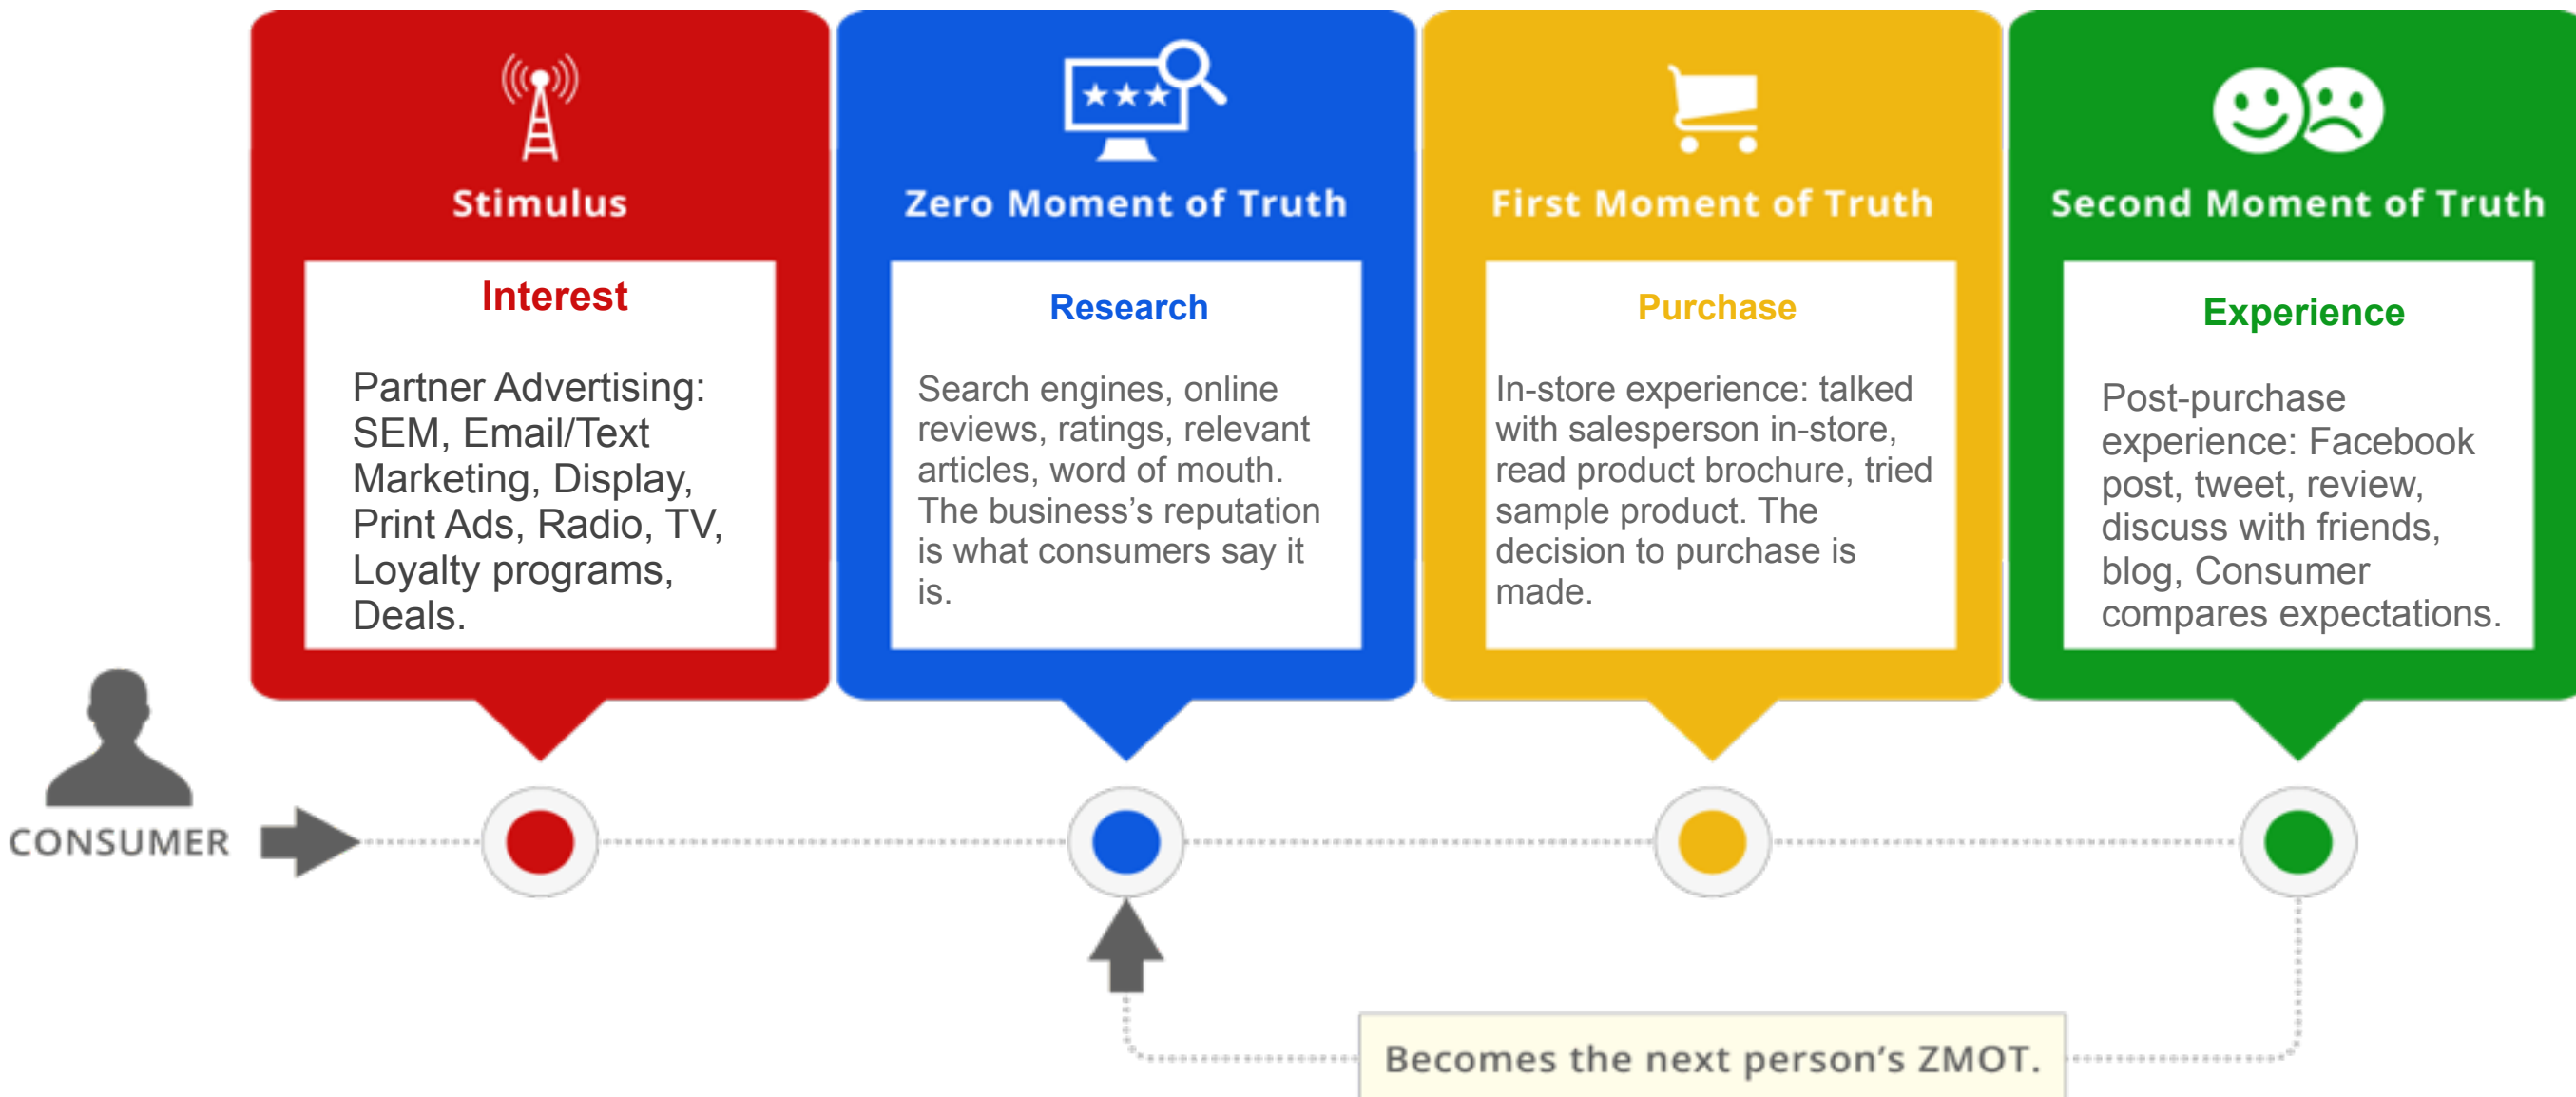 Stimulus
Interest
Partner Advertising:
SEM, Email/Text
Marketing, Display,
Print Ads, Radio, TV,
Loyalty programs,
Deals.
Zero Moment of Truth
Research
Search engines, online
reviews, ratings, relevant
articles, word of mouth.
The business’s reputation
is what consumers say it
is.
First Moment of Truth
Purchase
In-store experience: talked
with salesperson in-store,
read product brochure, tried
sample product. The
decision to purchase is
made.
Second Moment of Truth
Experience
Post-purchase
experience: Facebook
post, tweet, review,
discuss with friends,
blog, Consumer
compares expectations.
CONSUMER
Becomes the next person’s ZMOT.